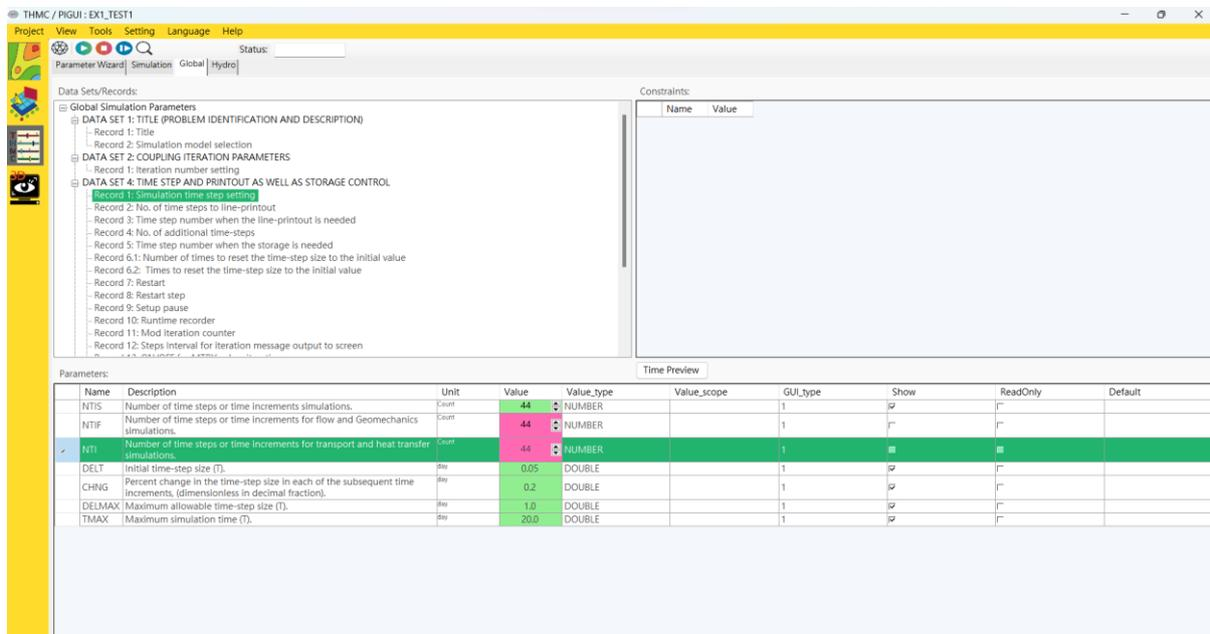 THMC / PIGUI : EX1_TEST1
Project View Tools Setting Language Help
Status:
Parameter Wizard Simulation Global Hydro
Data Sets/Records:
Global Simulation Parameters
DATA SET 1: TITLE (PROBLEM IDENTIFICATION AND DESCRIPTION)
Record 1: Title
Record 2: Simulation model selection
DATA SET 2: COUPLING ITERATION PARAMETERS
Record 1: Iteration number setting
DATA SET 4: TIME STEP AND PRINTOUT AS WELL AS STORAGE CONTROL
Record 1: Simulation time step setting
Record 2: No. of time steps to line-printout
Record 3: Time step number when the line-printout is needed
Record 4: No. of additional time-steps
Record 5: Time step number when the storage is needed
Record 6.1: Number of times to reset the time-step size to the initial value
Record 6.2: Times to reset the time-step size to the initial value
Record 7: Restart
Record 8: Restart step
Record 9: Setup pause
Record 10: Runtime recorder
Record 11: Mod iteration counter
Record 12: Steps Interval for iteration message output to screen
Constraints:
Name Value
Parameters:
Time Preview
Name Description Unit Value Value_type Value_scope GUI_type Show ReadOnly Default
NTIS Number of time steps or time increments simulations. Count 44 NUMBER 1
NTIF Number of time steps or time increments for flow and Geomechanics Count 44 NUMBER 1
simulations.
NTI Number of time steps or time increments for transport and heat transfer Count 44 NUMBER 1
simulations.
DELT Initial time-step size (T). day 0.05 DOUBLE 1
CHNG Percent change in the time-step size in each of the subsequent time day 0.2 DOUBLE 1
increments, (dimensionless in decimal fraction).
DELMAX Maximum allowable time-step size (T). day 1.0 DOUBLE 1
TMAX Maximum simulation time (T). day 20.0 DOUBLE 1